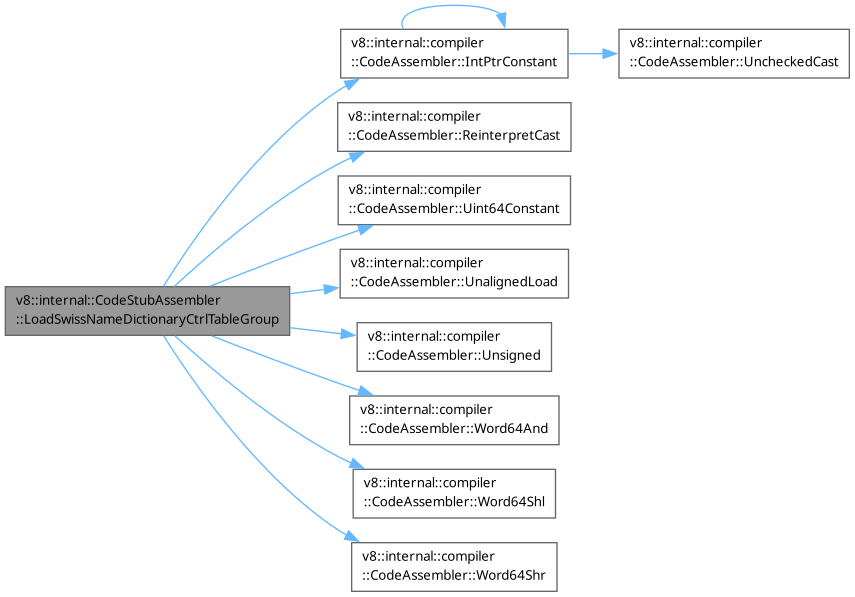 v8::internal::CodeStubAssembler
::LoadSwissNameDictionaryCtrlTableGroup
v8::internal::compiler
::CodeAssembler::IntPtrConstant
v8::internal::compiler
::CodeAssembler::UncheckedCast
v8::internal::compiler
::CodeAssembler::ReinterpretCast
v8::internal::compiler
::CodeAssembler::Uint64Constant
v8::internal::compiler
::CodeAssembler::UnalignedLoad
v8::internal::compiler
::CodeAssembler::Unsigned
v8::internal::compiler
::CodeAssembler::Word64And
v8::internal::compiler
::CodeAssembler::Word64Shl
v8::internal::compiler
::CodeAssembler::Word64Shr